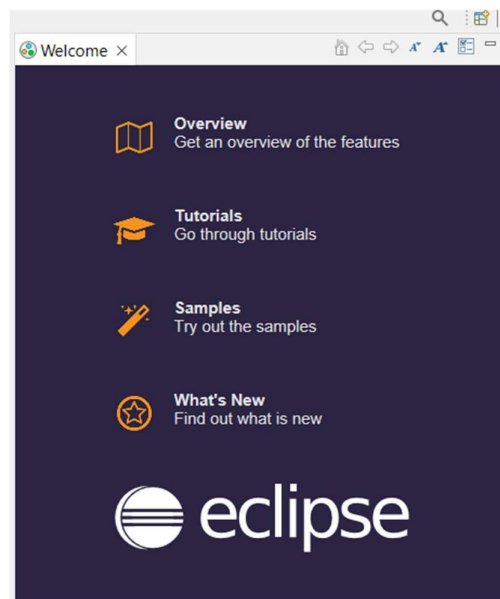 Welcome
Overview
Get an overview of the features
Tutorials
Go through tutorials
Samples
Try out the samples
What's New
Find out what is new
eclipse